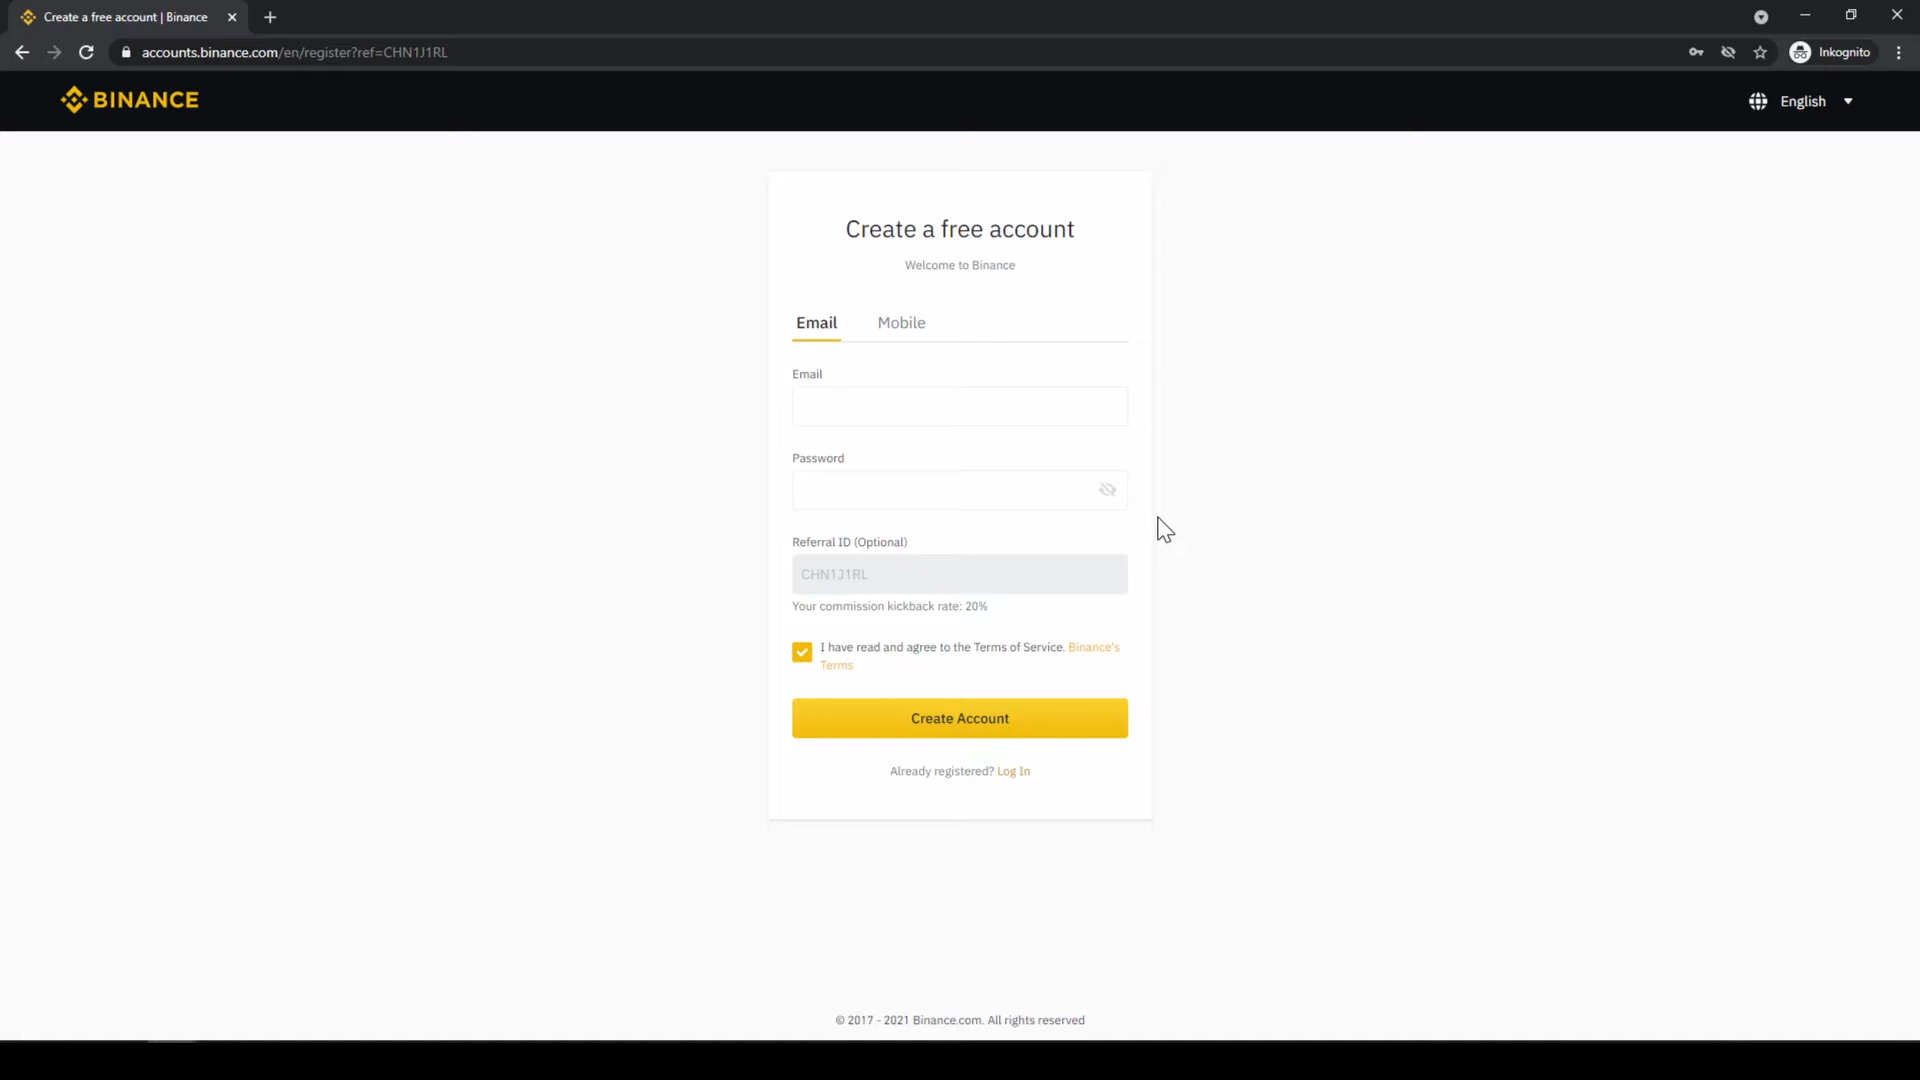 Create a free account | Binance
accounts.binance.com/en/register?ref=CHN1J1RL
Inkognito
BINANCE
English
Create a free account
Welcome to Binance
Email Mobile
Email
Password
Referral ID (Optional)
CHN1J1RL
Your commission kickback rate: 20%
I have read and agree to the Terms of Service. Binance's
Terms
Create Account
Already registered? Log In
© 2017 - 2021 Binance.com. All rights reserved